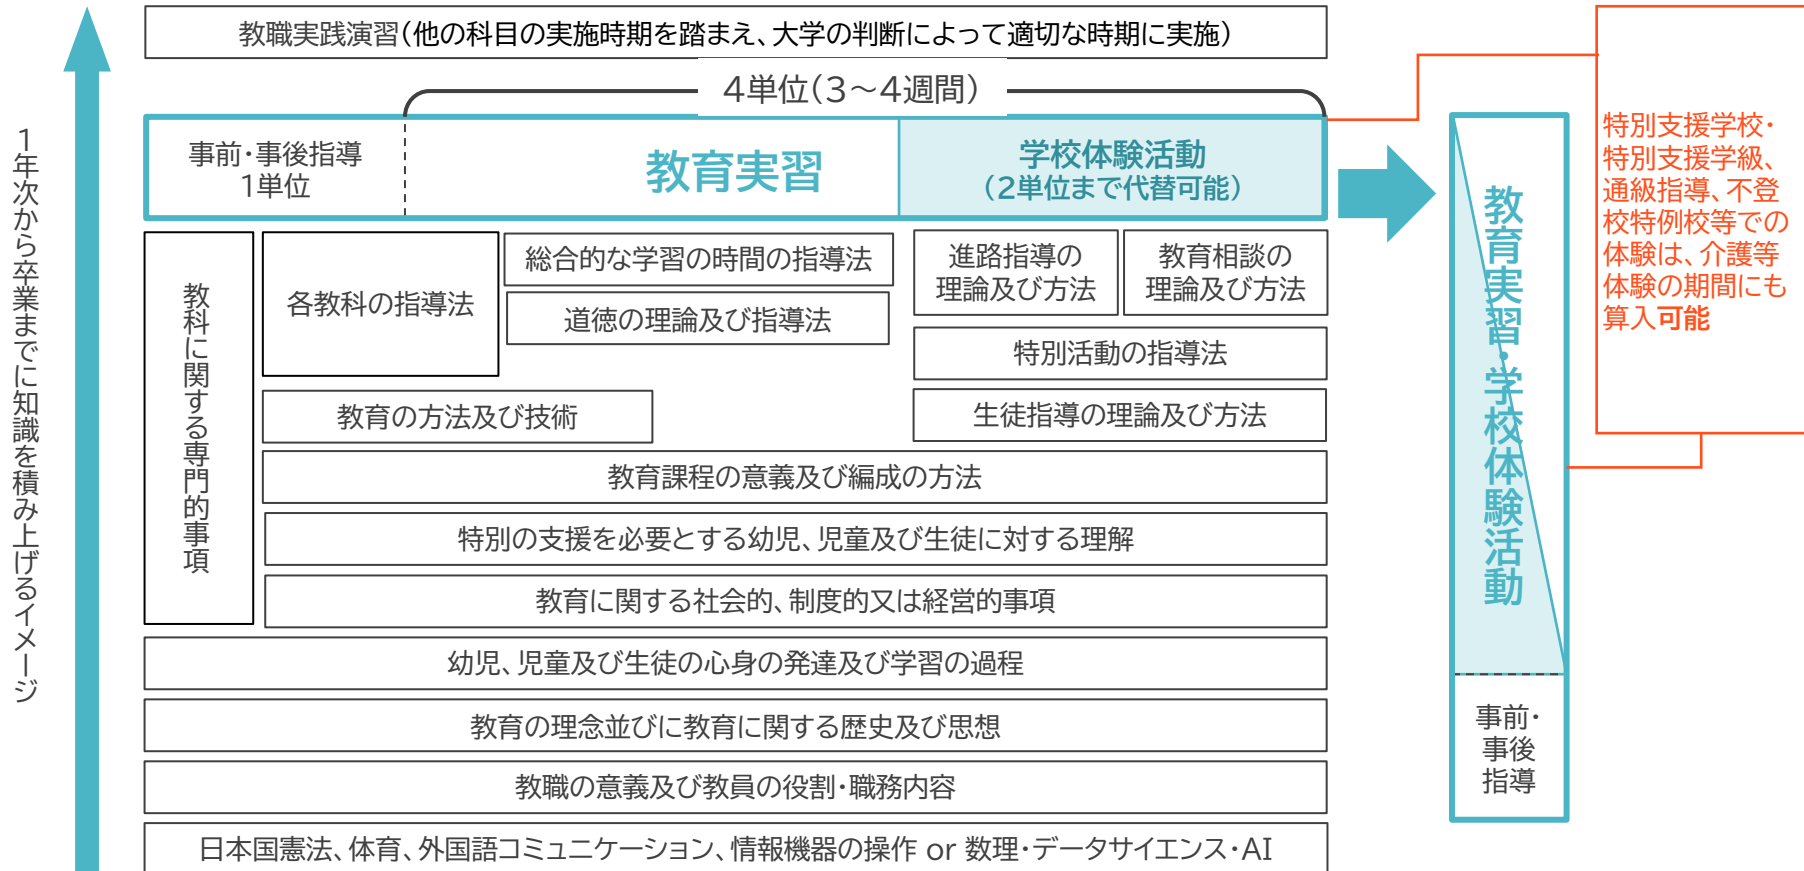 教職実践演習(他の科目の実施時期を踏まえ、大学の判断によって適切な時期に実施)
4単位(3～4週間)
事前・事後指導
1単位
教育実習
学校体験活動
(2単位まで代替可能)
教科に関する専門的事項
各教科の指導法
総合的な学習の時間の指導法
道徳の理論及び指導法
進路指導の
理論及び方法
教育相談の
理論及び方法
特別活動の指導法
教育の方法及び技術
生徒指導の理論及び方法
教育課程の意義及び編成の方法
特別の支援を必要とする幼児、児童及び生徒に対する理解
教育に関する社会的、制度的又は経営的事項
幼児、児童及び生徒の心身の発達及び学習の過程
教育の理念並びに教育に関する歴史及び思想
教職の意義及び教員の役割・職務内容
日本国憲法、体育、外国語コミュニケーション、情報機器の操作 or 数理・データサイエンス・AI
1年次から卒業までに知識を積み上げるイメージ
教育実習・学校体験活動
事前・
事後
指導
特別支援学校・
特別支援学級、
通級指導、不登
校特例校等での
体験は、介護等
体験の期間にも
算入可能